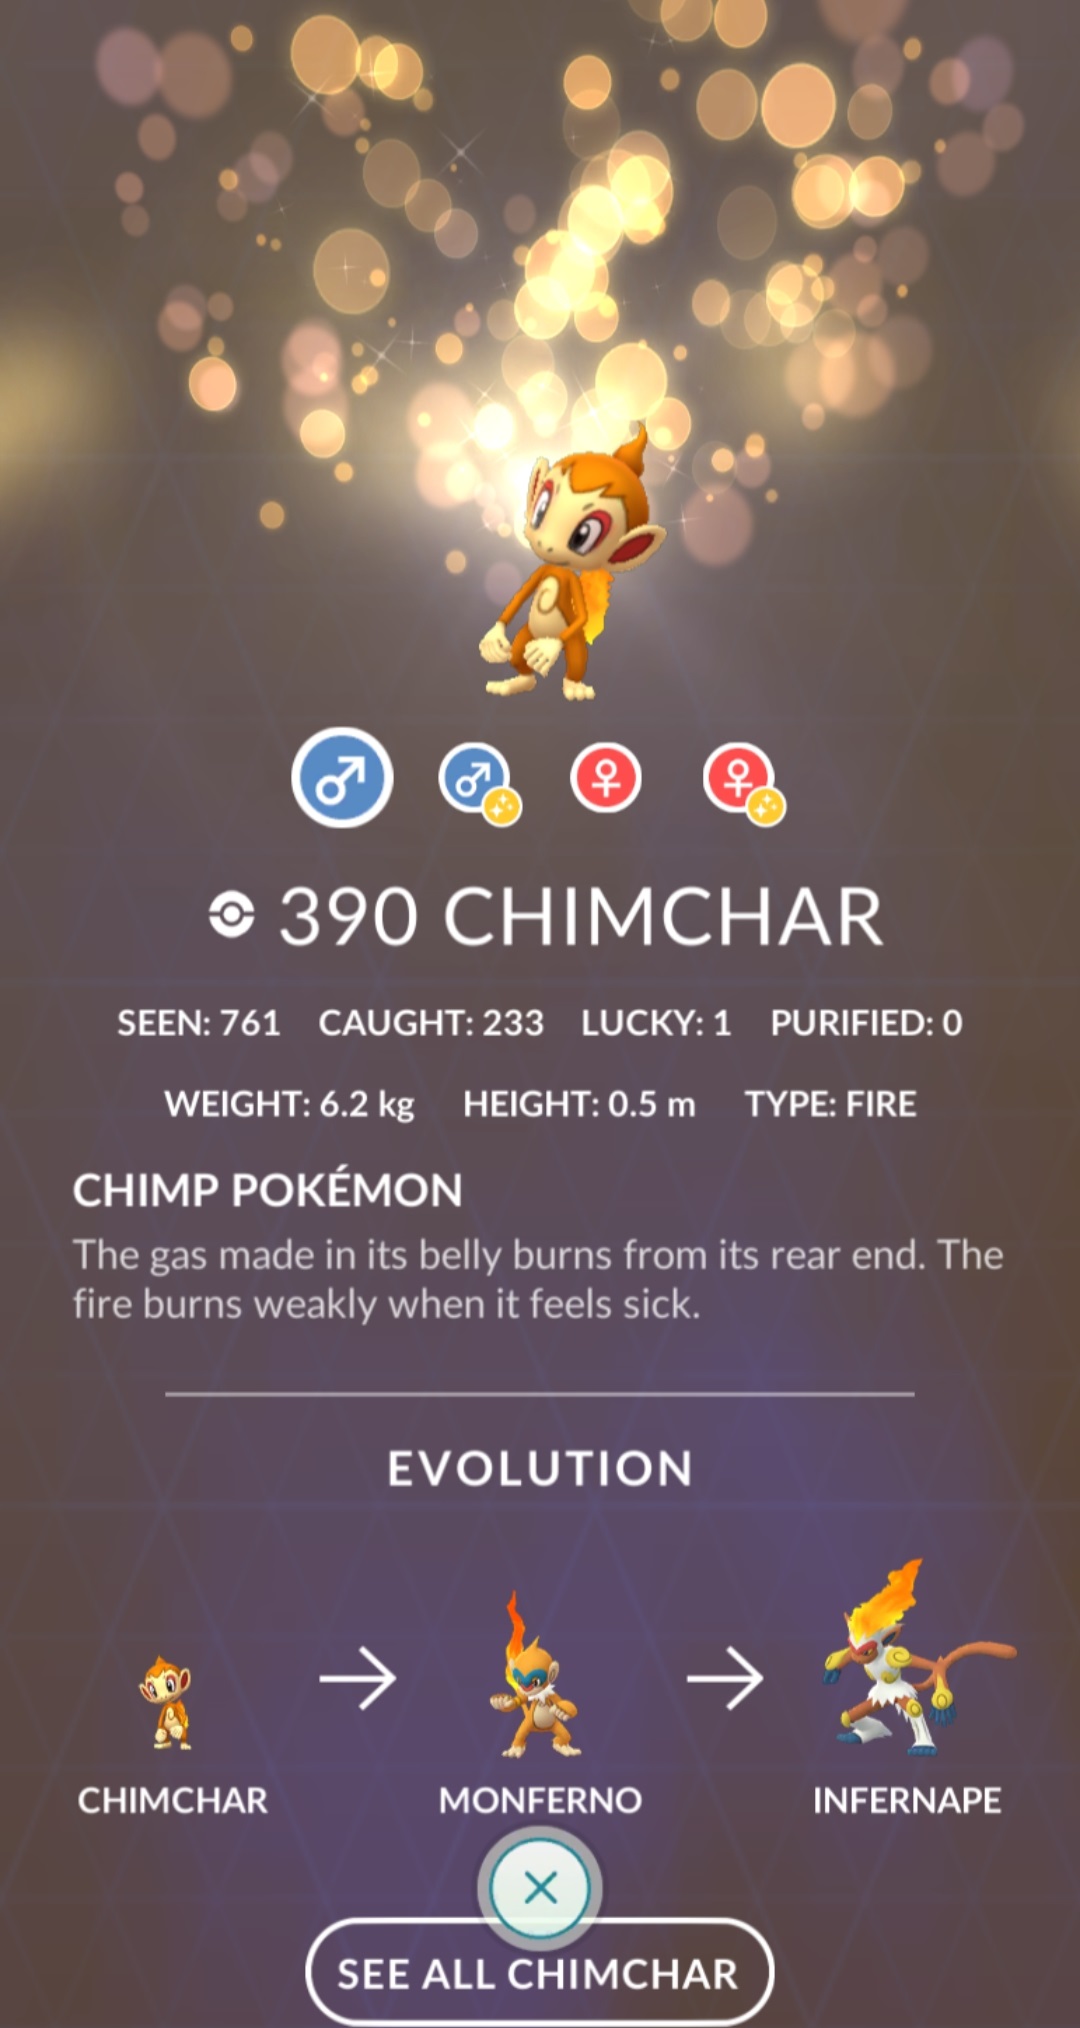 390 CHIMCHAR
SEEN: 761 CAUGHT: 233 LUCKY: 1 PURIFIED: 0
WEIGHT: 6.2 kg HEIGHT: 0.5 m TYPE: FIRE
CHIMP POKÉMON
The gas made in its belly burns from its rear end. The
fire burns weakly when it feels sick.
EVOLUTION
CHIMCHAR MONFERNO INFERNAPE
SEE ALL CHIMCHAR